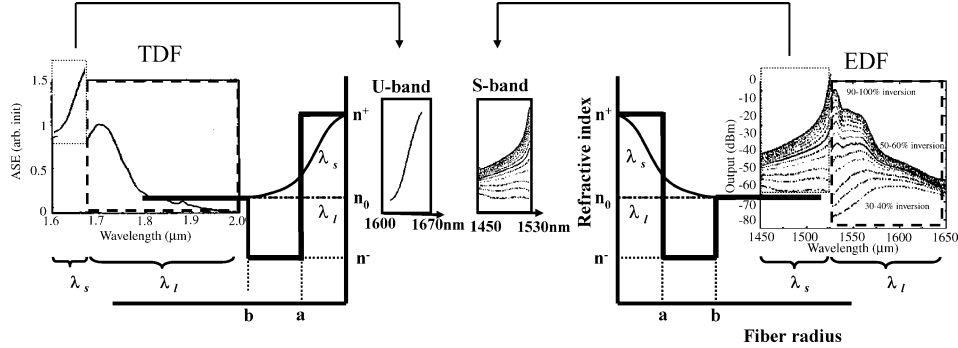 TDF
EDF
U-band
S-band
1.5
1
0.5
0
ASE (arb. init)
1.6
1.7
1.8
1.9
2.0
Wavelength (μm)
λs
λl
n+
n0
n-
λs
λl
b
a
1600
1670nm
1450
1530nm
Refractive index
n+
n0
n-
λs
λl
a
b
Fiber radius
0
-10
-20
-30
-40
-50
-60
-70
-80
Output (dBm)
90-100% inversion
50-60% inversion
30-40% inversion
1450
1500
1550
1600
1650
Wavelength (μm)
λs
λl